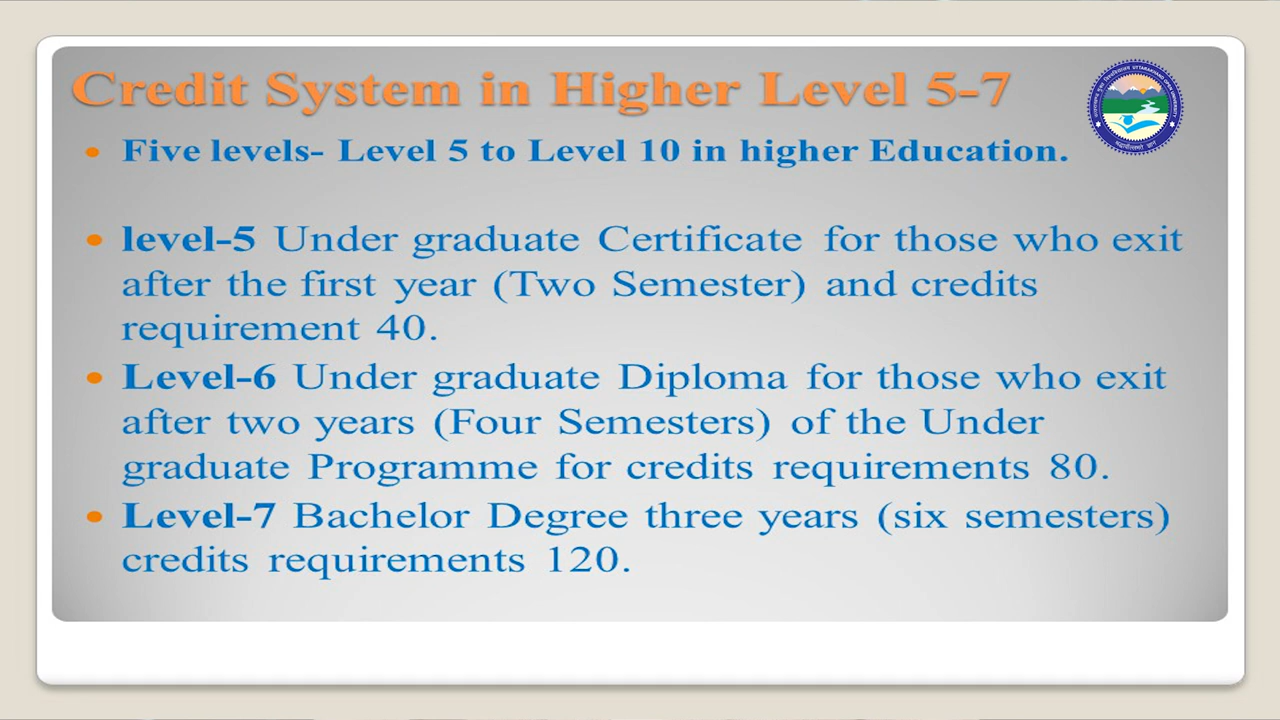 Credit System in Higher Level 5-7
• Five levels- Level 5 to Level 10 in higher Education.
• level-5 Under graduate Certificate for those who exit
after the first year (Two Semester) and credits
requirement 40.
• Level-6 Under graduate Diploma for those who exit
after two years (Four Semesters) of the Under
graduate Programme for credits requirements 80.
• Level-7 Bachelor Degree three years (six semesters)
credits requirements 120.